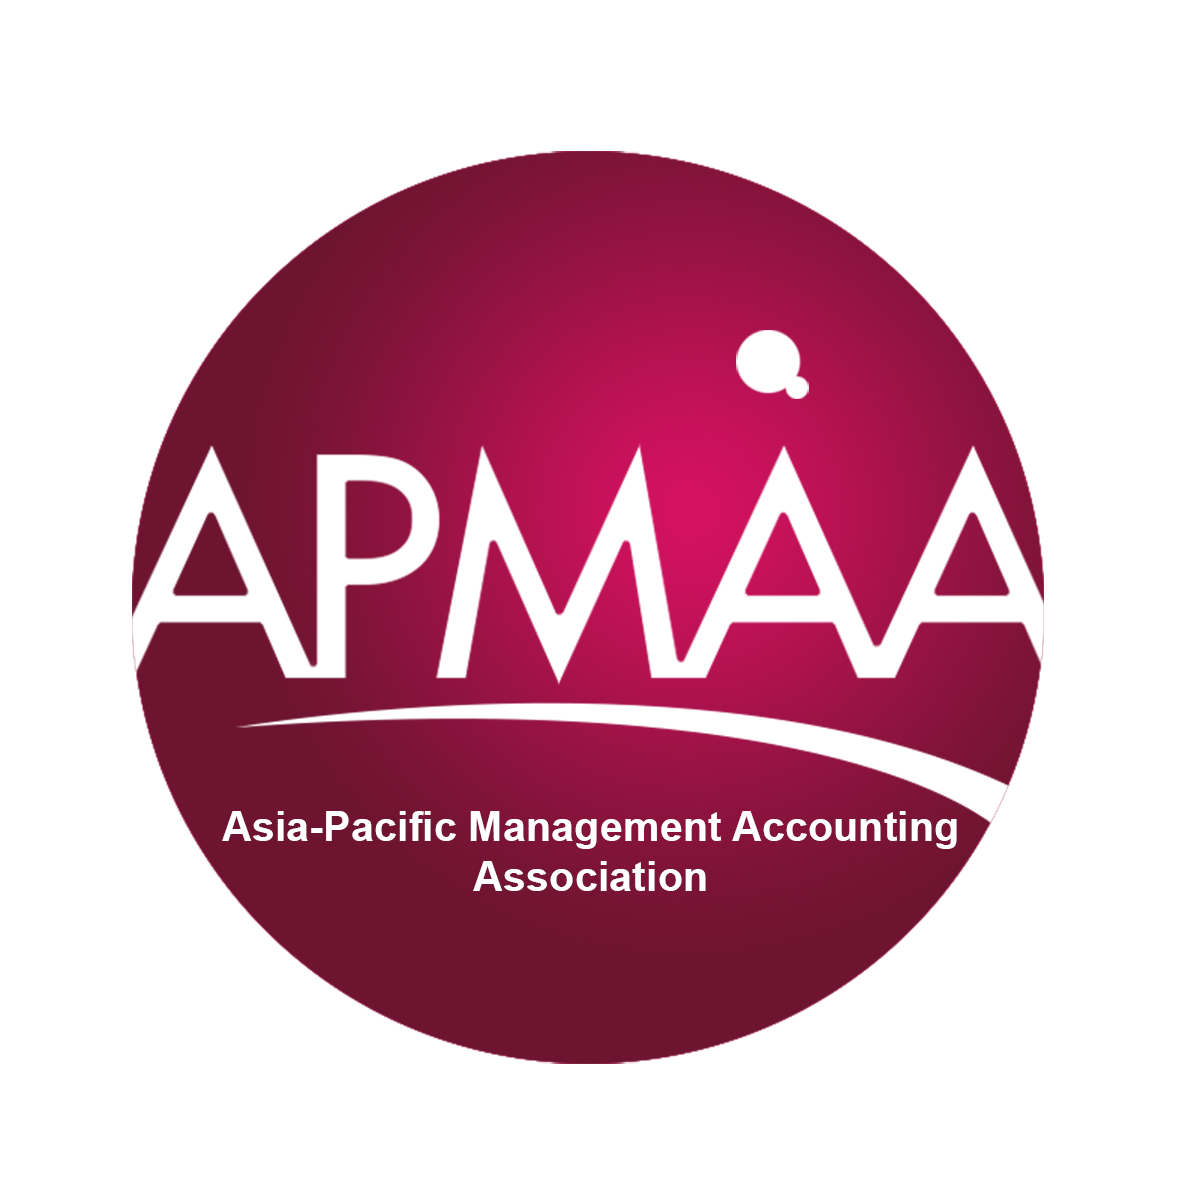 APMAA
Asia-Pacific Management Accounting
Association